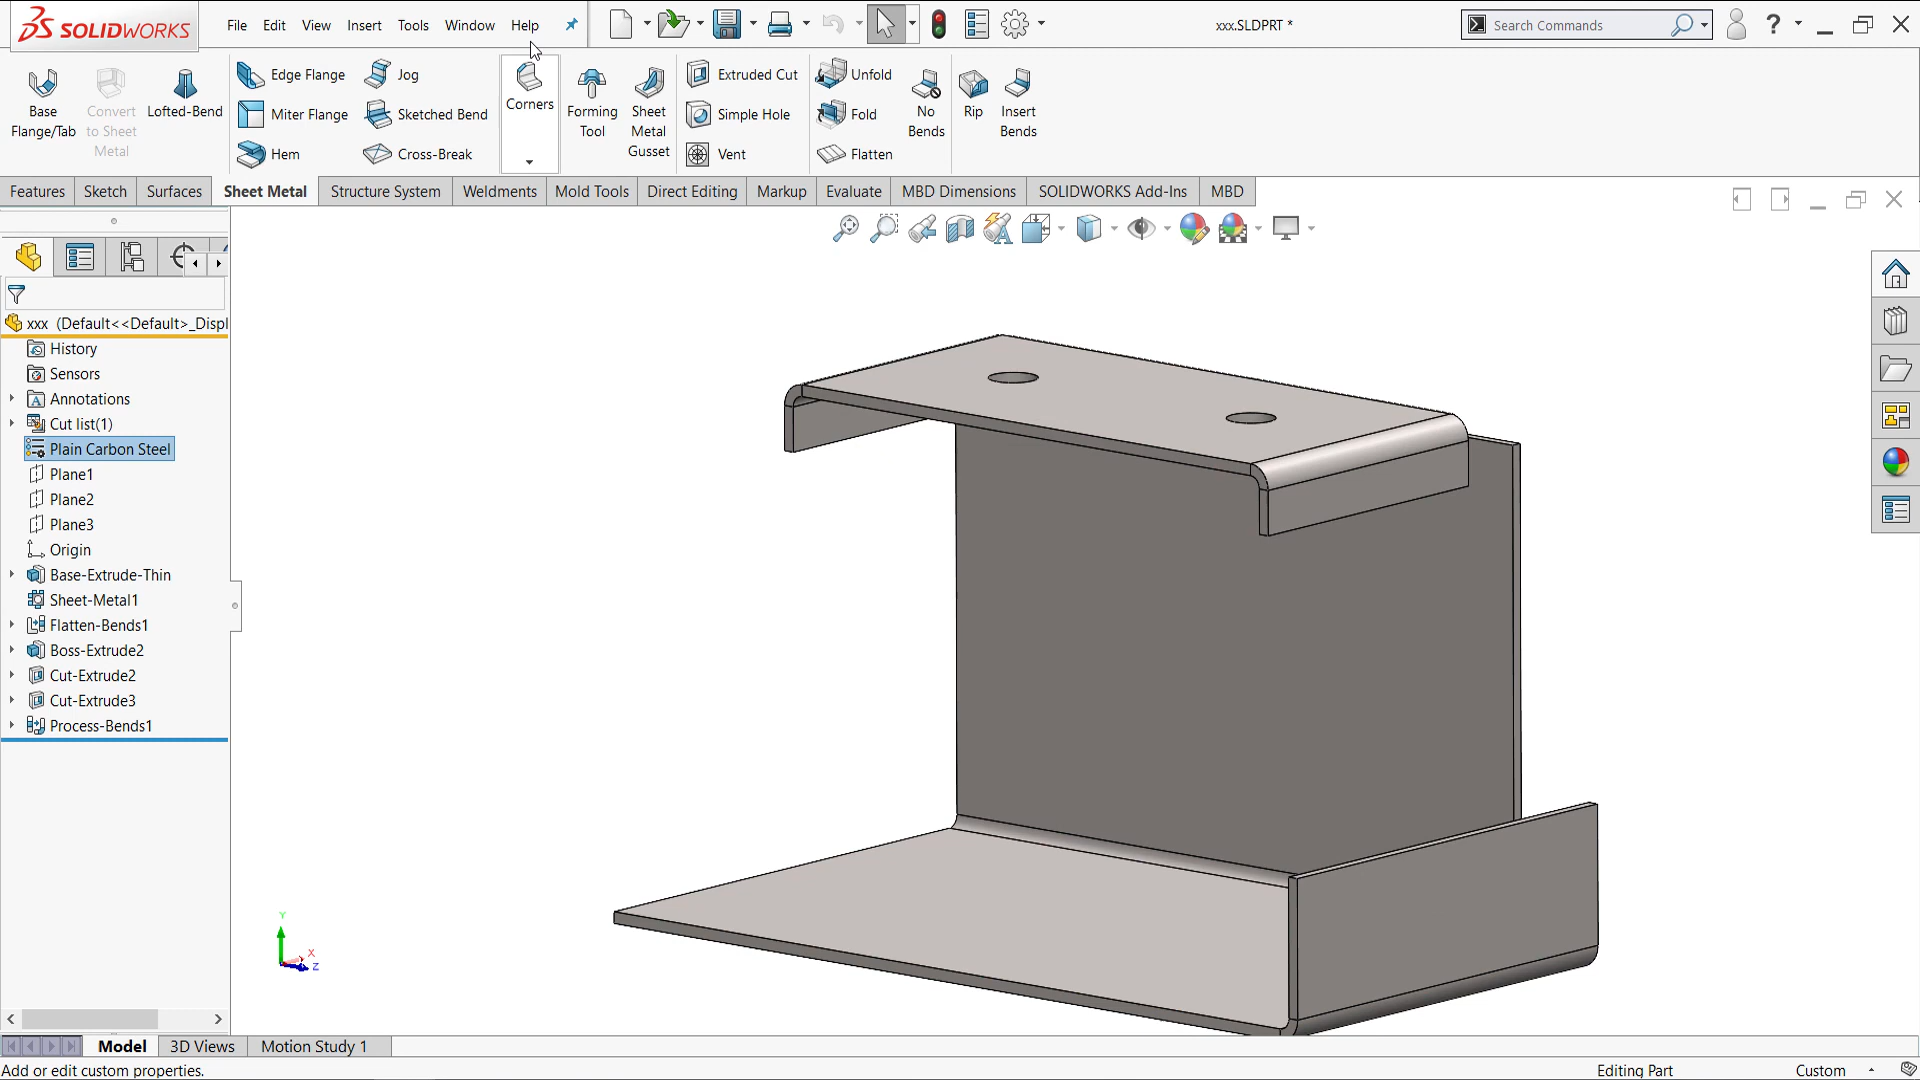 SOLIDWORKS File Edit View Insert Tools Window Help xxx.SLDPRT * Search Commands ?
Base Flange/Tab
Convert to Sheet Metal
Lofted-Bend
Edge Flange
Miter Flange
Hem
Jog
Sketched Bend
Cross-Break
Corners
Forming Tool
Sheet Metal Gusset
Extruded Cut
Simple Hole
Vent
Unfold
Fold
Flatten
No Bends
Rip
Insert Bends
Features Sketch Surfaces Sheet Metal Structure System Weldments Mold Tools Direct Editing Markup Evaluate MBD Dimensions SOLIDWORKS Add-Ins MBD
xxx (Default<<Default>_Displ
History
Sensors
Annotations
Cut list(1)
Plain Carbon Steel
Plane1
Plane2
Plane3
Origin
Base-Extrude-Thin
Sheet-Metal1
Flatten-Bends1
Boss-Extrude2
Cut-Extrude2
Cut-Extrude3
Process-Bends1
Y
X
Z
Model 3D Views Motion Study 1
Add or edit custom properties. Editing Part Custom